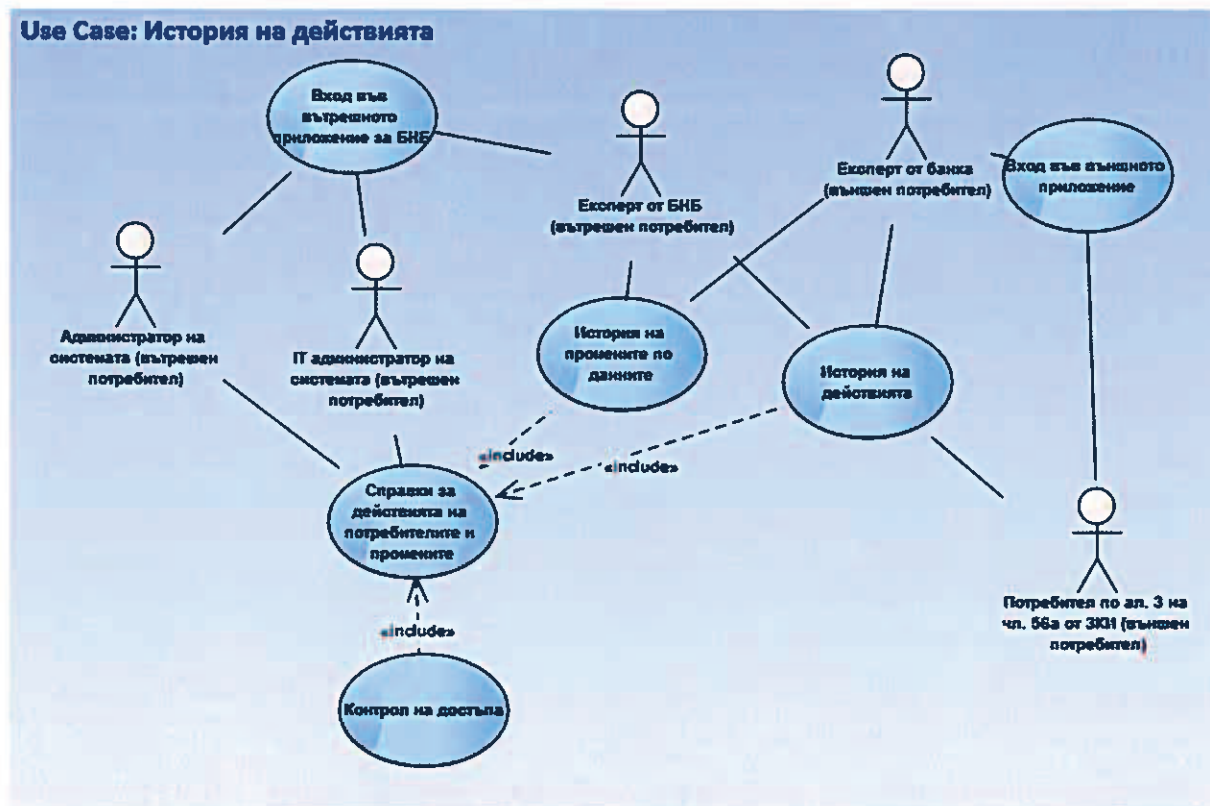 Use Case: История на действията
Вход във
вътрешното
приложение за БНБ
Експерт от БНБ
(вътрешен потребител)
Експерт от банка
(външен потребител)
Вход във външното
приложение
Администратор на
системата (вътрешен
потребител)
IT администратор на
системата (вътрешен
потребител)
История на
промените по
данните
История на
действията
«include»
«include»
Справки за
действията на
потребителите и
промените
«include»
Контрол на достъпа
Потребител по ал. 3 на
чл. 56а от ЗКИ (външен
потребител)